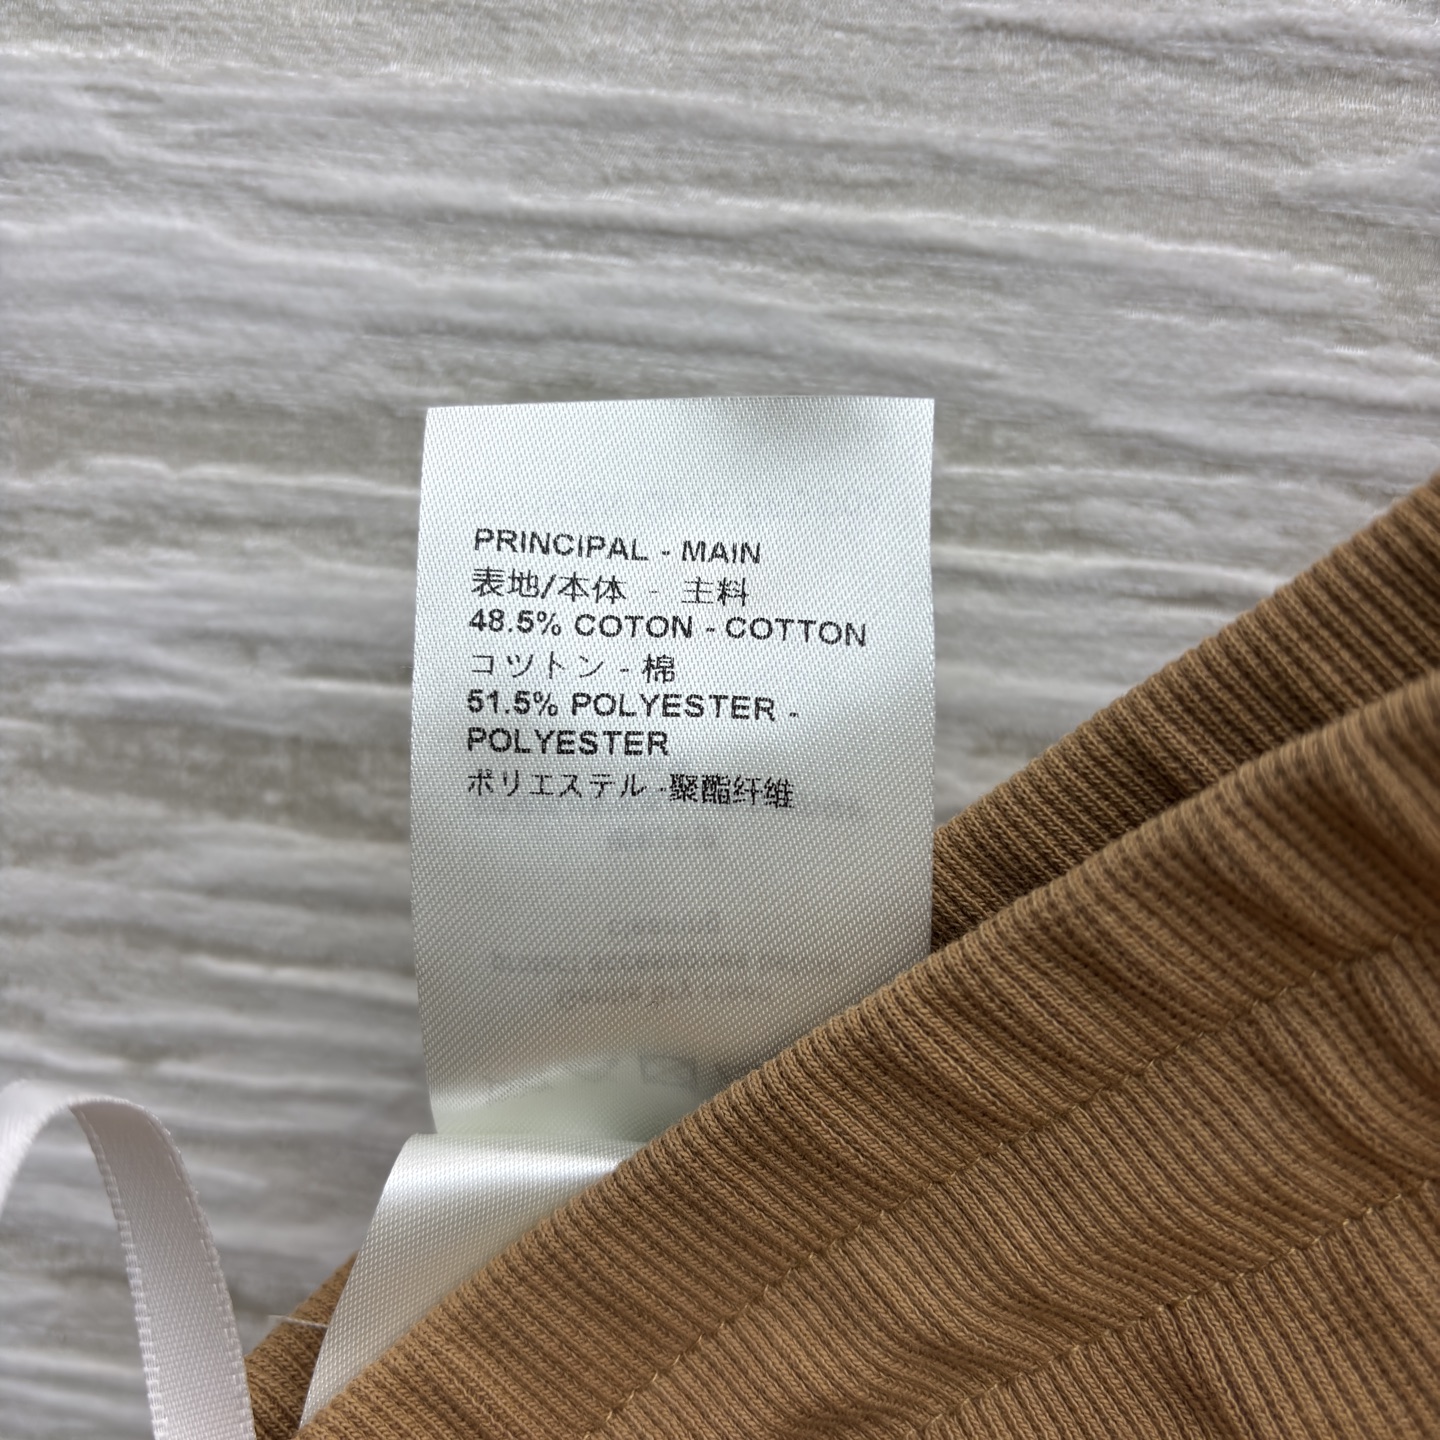 PRINCIPAL - MAIN
表地/本体 - 主料
48.5% COTON - COTTON
コットン - 棉
51.5% POLYESTER -
POLYESTER
ポリエステル - 聚酯纤维